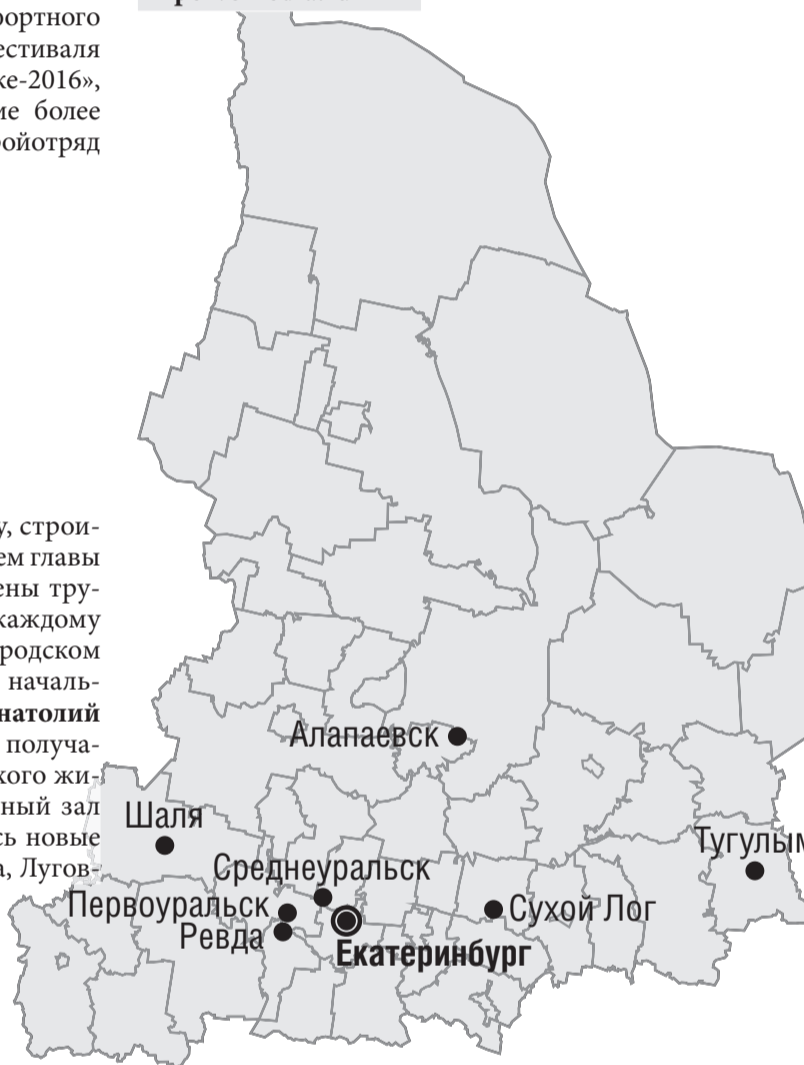 ортного
естиваля
ке-2016»,
ие более
ройотряд
у, строи-
ем главы
ены тру-
каждому
родском
началь-
натолий
получа-
кого жи-
ный зал
сь новые
а, Лугов-
Алапаевск
Шаля
Тугулым
Среднеуральск
Первоуральск
Сухой Лог
Ревда
Екатеринбург